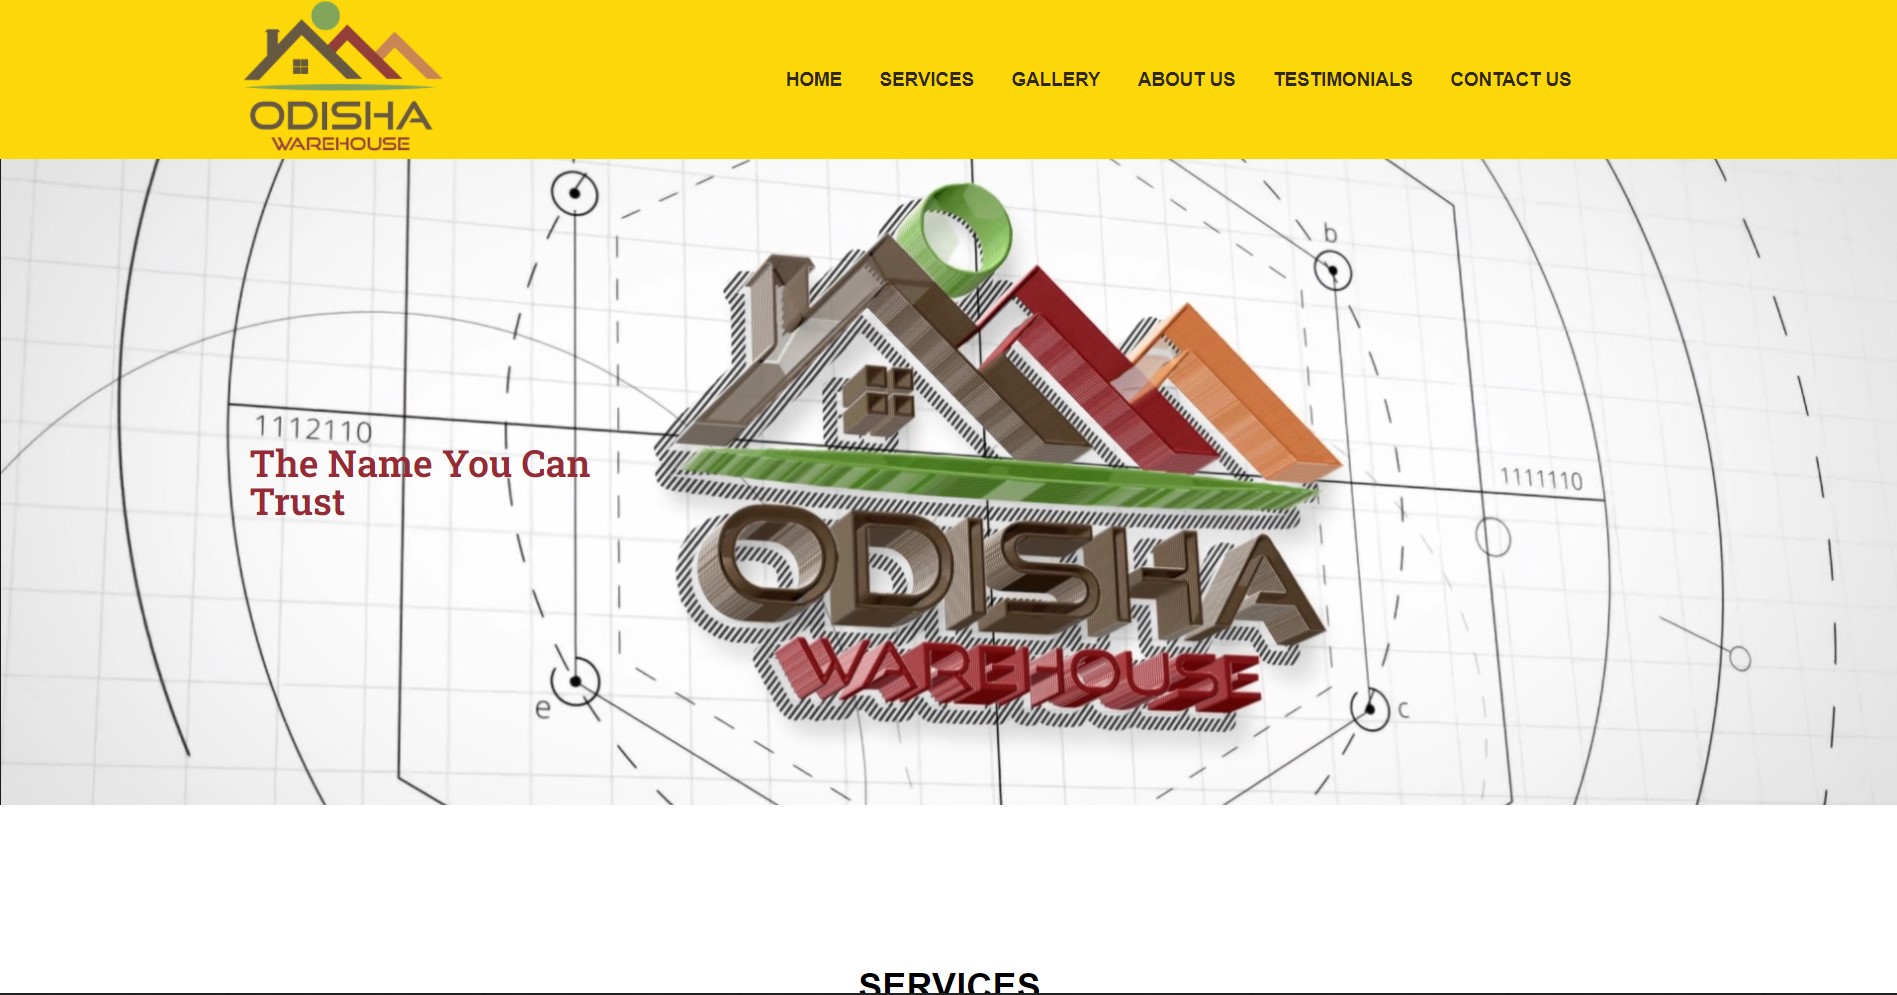 ODISHA
WAREHOUSE
HOME SERVICES GALLERY ABOUT US TESTIMONIALS CONTACT US
b
1112110
The Name You Can
Trust
1111110
ODISHA
WAREHOUSE
e
c
SERVICES